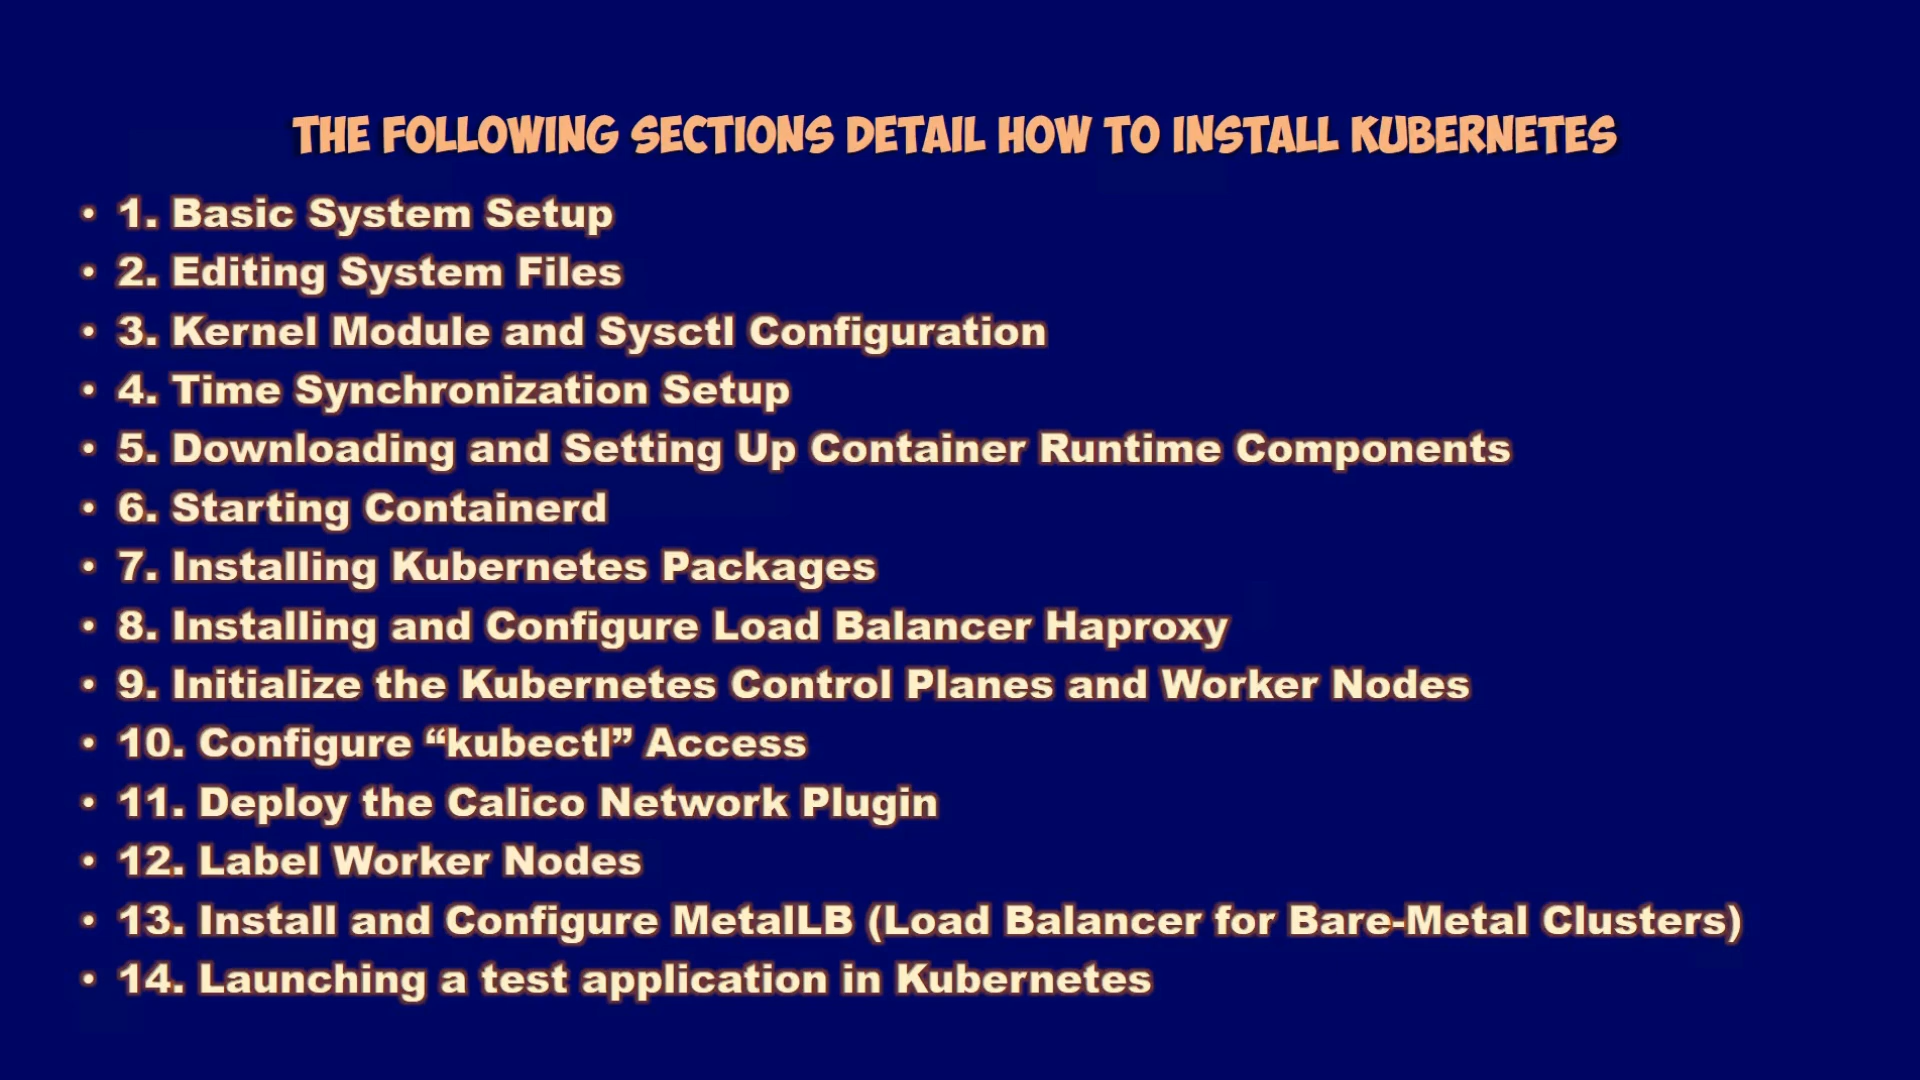 THE FOLLOWING SECTIONS DETAIL HOW TO INSTALL KUBERNETES
• 1. Basic System Setup
• 2. Editing System Files
• 3. Kernel Module and Sysctl Configuration
• 4. Time Synchronization Setup
• 5. Downloading and Setting Up Container Runtime Components
• 6. Starting Containerd
• 7. Installing Kubernetes Packages
• 8. Installing and Configure Load Balancer Haproxy
• 9. Initialize the Kubernetes Control Planes and Worker Nodes
• 10. Configure “kubectl” Access
• 11. Deploy the Calico Network Plugin
• 12. Label Worker Nodes
• 13. Install and Configure MetalLB (Load Balancer for Bare-Metal Clusters)
• 14. Launching a test application in Kubernetes